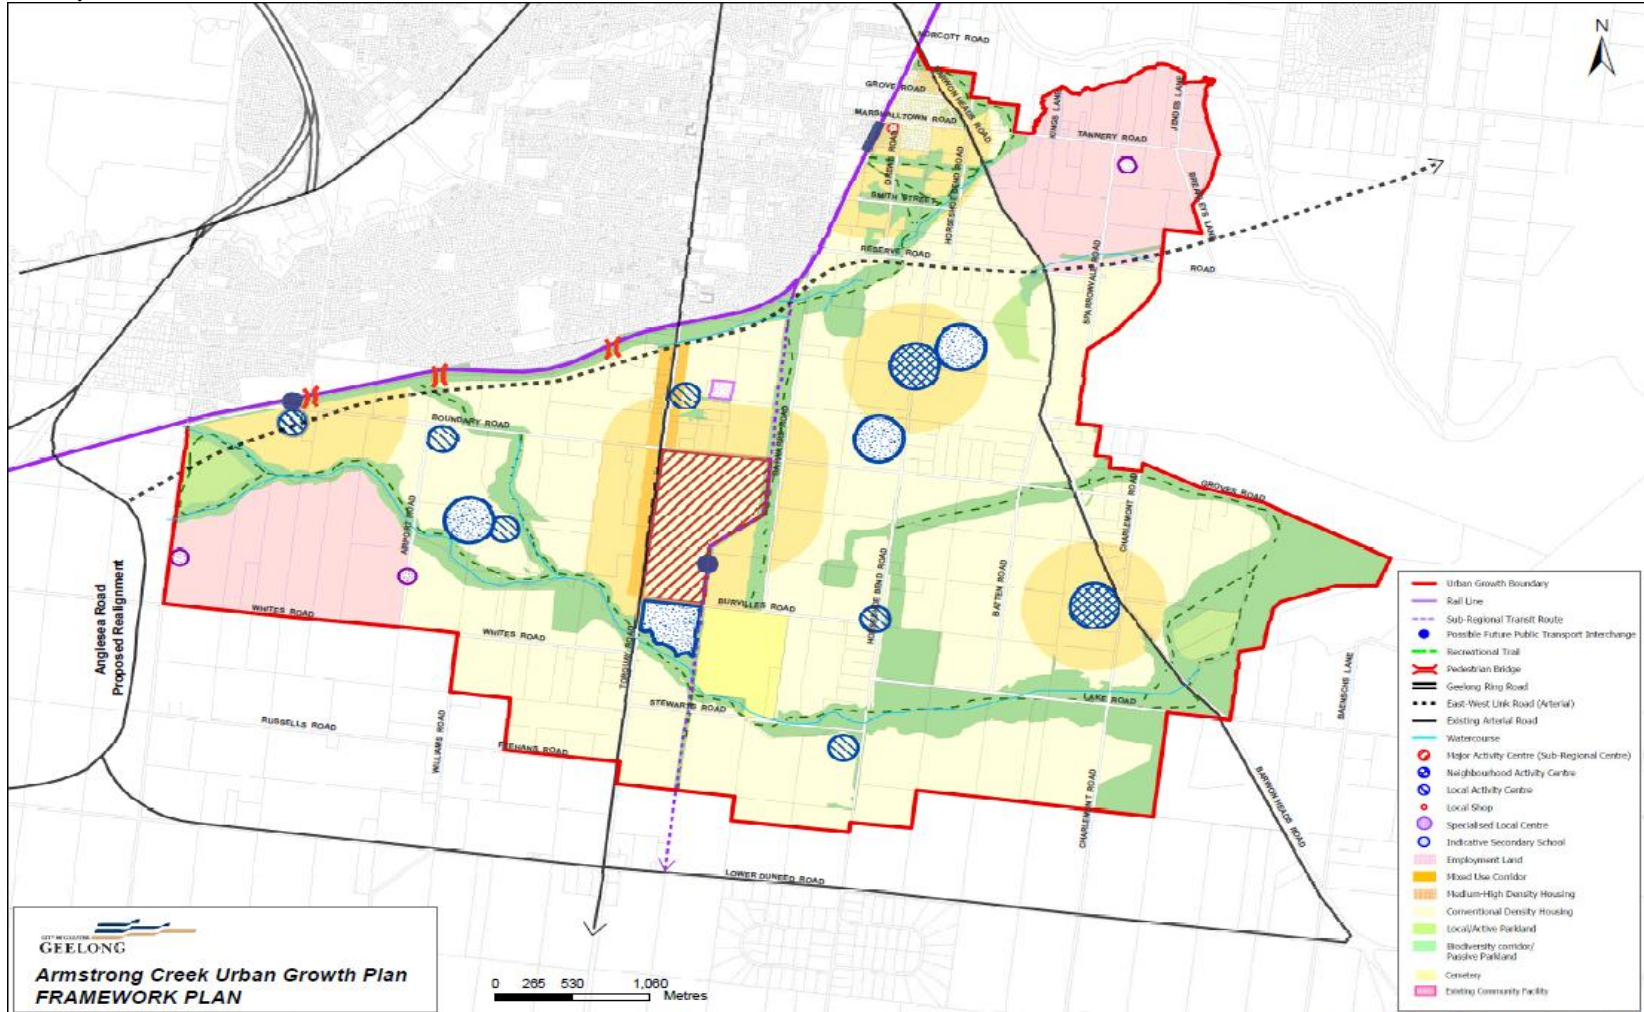 N
NORCOTT ROAD
BARWON HEADS ROAD
GROVE ROAD
MARSHALLTOWN ROAD
KINGS LANE
TANNERY ROAD
SMITH STREET
HORSESHOE BEND ROAD
BREARLEYS LANE
RESERVE ROAD
ROAD
SPARROWVALE ROAD
BOUNDARY ROAD
AIRPORT ROAD
GROVES ROAD
CHARLEMONT ROAD
HORSESHOE BEND ROAD
BATTEN ROAD
BURVILLES ROAD
WHITES ROAD
WHITES ROAD
TORQUAY ROAD
Anglesea Road
Proposed Realignment
LAKE ROAD
STEWARTS ROAD
RUSSELLS ROAD
WILLIAMS ROAD
FEEHANS ROAD
CHARLEMONT ROAD
BARWON HEADS ROAD
LOWER DUNEED ROAD
Urban Growth Boundary
Rail Line
Sub-Regional Transit Route
Possible Future Public Transport Interchange
Recreational Trail
Pedestrian Bridge
Geelong Ring Road
East-West Link Road (Arterial)
Existing Arterial Road
Watercourse
Major Activity Centre (Sub-Regional Centre)
Neighbourhood Activity Centre
Local Activity Centre
Local Shop
Specialised Local Centre
Indicative Secondary School
Employment Land
Mixed Use Corridor
Medium-High Density Housing
Conventional Density Housing
Local/Active Parkland
Biodiversity corridor/
Passive Parkland
Cemetery
Existing Community Facility
CITY OF GREATER
GEELONG
Armstrong Creek Urban Growth Plan
FRAMEWORK PLAN
0 265 530 1,060
Metres